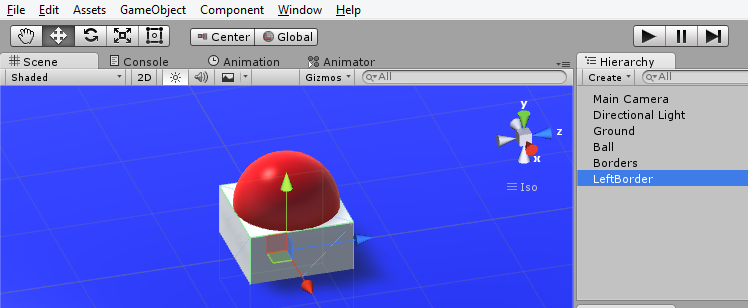 File Edit Assets GameObject Component Window Help
Center Global
Scene Console Animation Animator
Shaded 2D Gizmos All
Hierarchy
Create All
Main Camera
Directional Light
Ground
Ball
Borders
LeftBorder
y
z
x
Iso